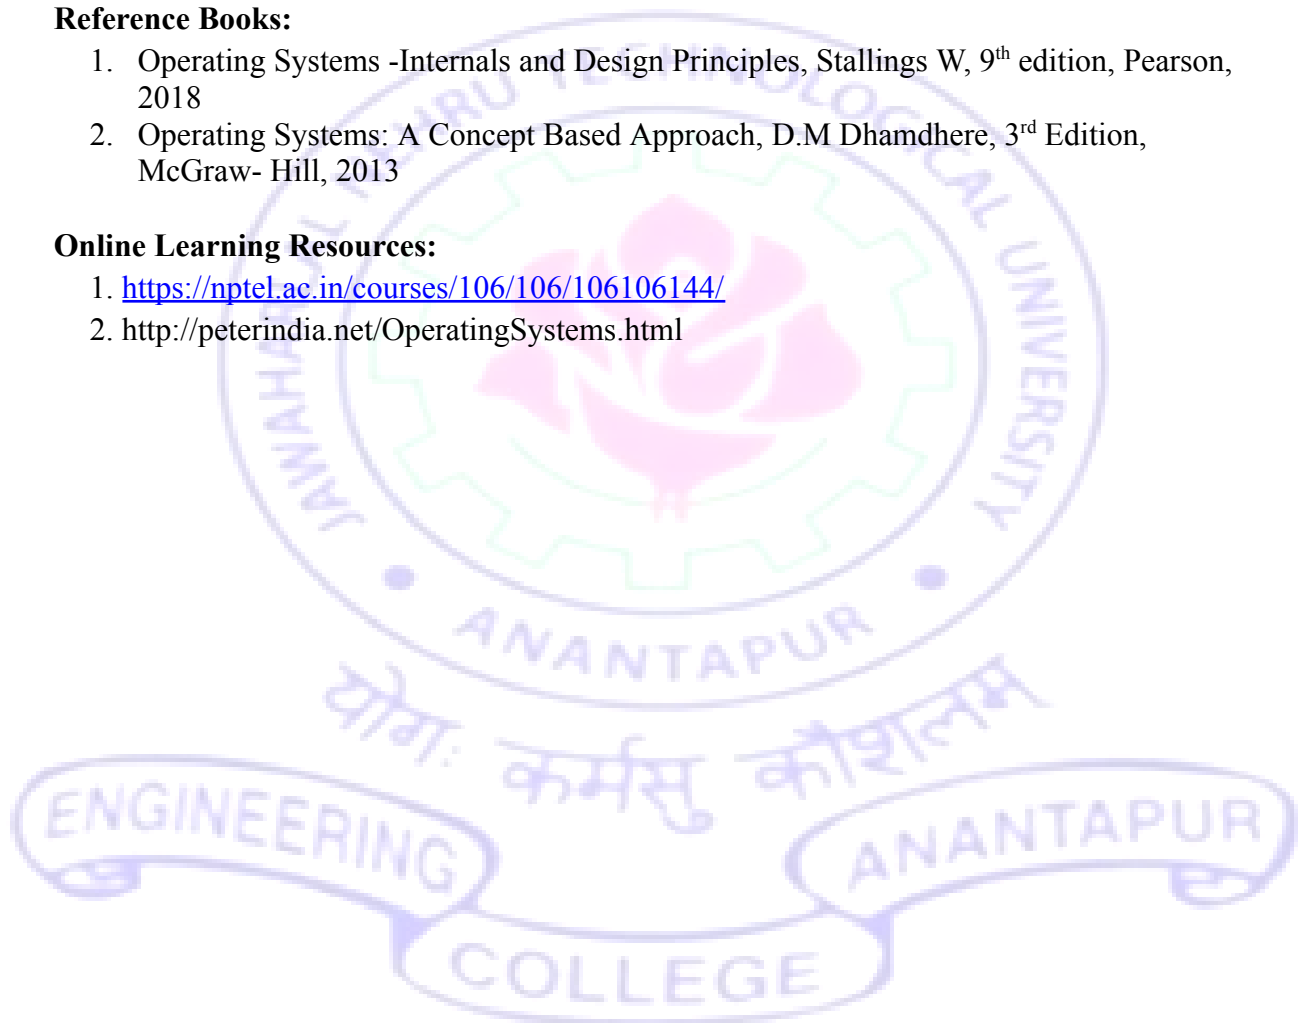 Reference Books:
1. Operating Systems -Internals and Design Principles, Stallings W, 9th edition, Pearson,
2018
2. Operating Systems: A Concept Based Approach, D.M Dhamdhere, 3rd Edition,
McGraw- Hill, 2013
Online Learning Resources:
1. https://nptel.ac.in/courses/106/106/106106144/
2. http://peterindia.net/OperatingSystems.html
JAWAHARLAL NEHRU TECHNOLOGICAL UNIVERSITY
ANANTAPUR
योगः कर्मसु कौशलम
ENGINEERING
COLLEGE
ANANTAPUR